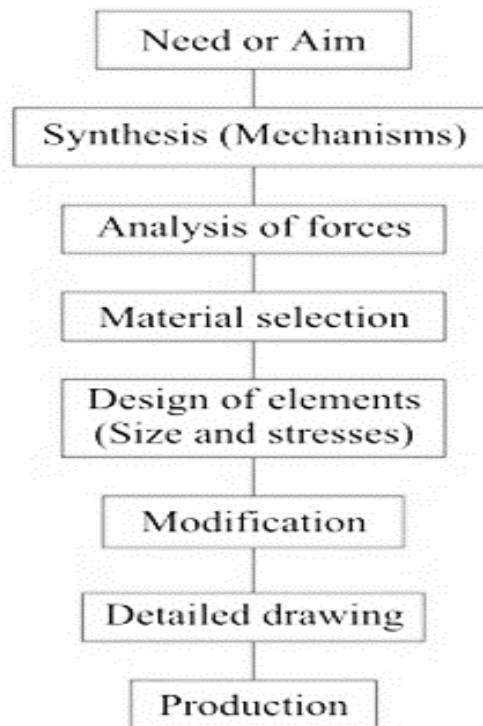 Need or Aim
Synthesis (Mechanisms)
Analysis of forces
Material selection
Design of elements
(Size and stresses)
Modification
Detailed drawing
Production